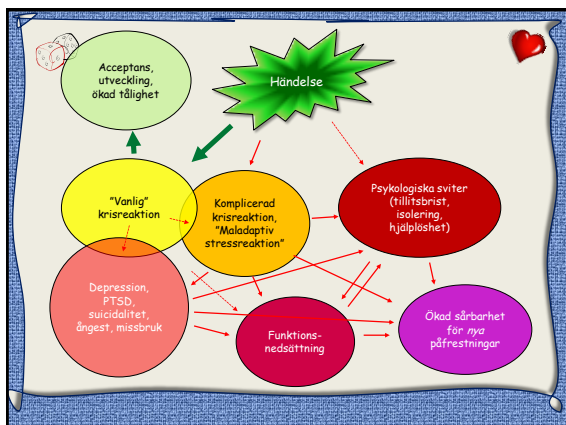 Acceptans,
utveckling,
ökad tålighet
Händelse
"Vanlig"
krisreaktion
Komplicerad
krisreaktion,
"Maladaptiv
stressreaktion"
Psykologiska sviter
(tillitsbrist,
isolering,
hjälplöshet)
Depression,
PTSD,
suicidalitet,
ångest, missbruk
Funktions-
nedsättning
Ökad sårbarhet
för nya
påfrestningar